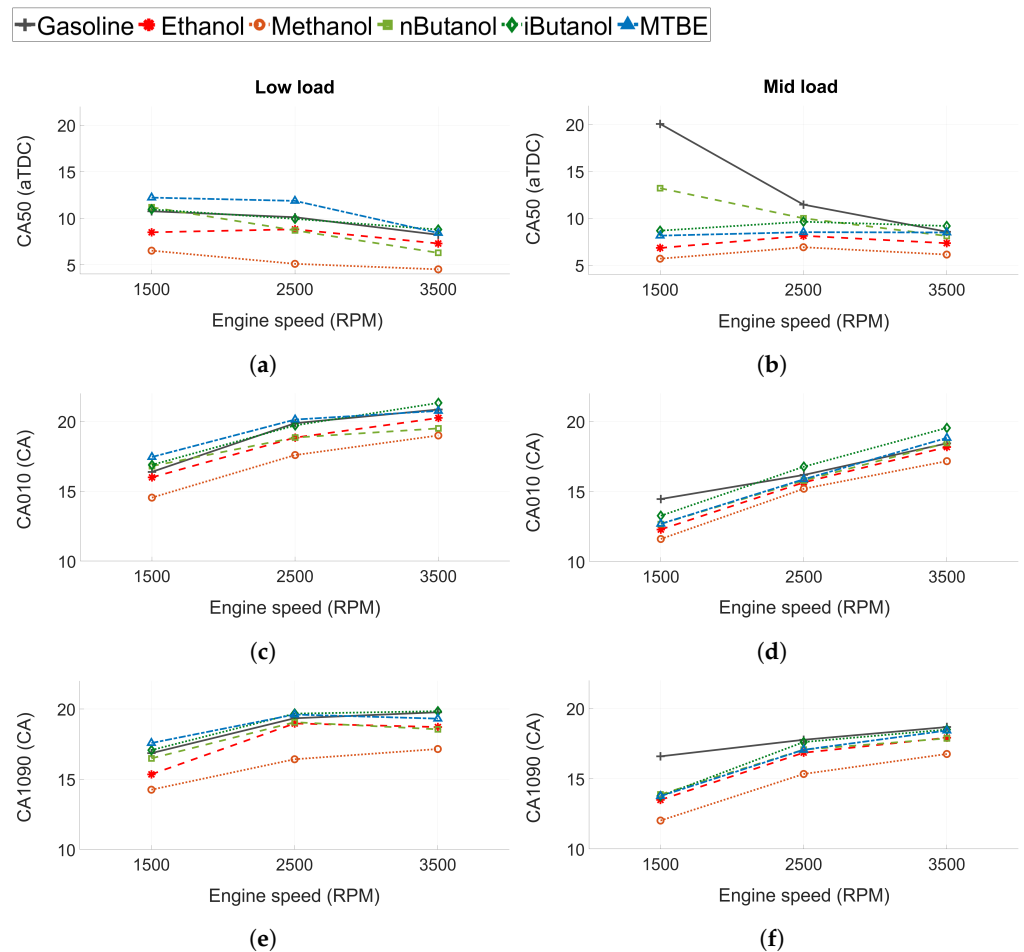 Gasoline Ethanol Methanol nButanol iButanol MTBE
Low load
Mid load
CA50 (aTDC)
20
15
10
5
1500 2500 3500
Engine speed (RPM)
(a)
CA50 (aTDC)
20
15
10
5
1500 2500 3500
Engine speed (RPM)
(b)
CA010 (CA)
20
15
10
1500 2500 3500
Engine speed (RPM)
(c)
CA010 (CA)
20
15
10
1500 2500 3500
Engine speed (RPM)
(d)
CA1090 (CA)
20
15
10
1500 2500 3500
Engine speed (RPM)
(e)
CA1090 (CA)
20
15
10
1500 2500 3500
Engine speed (RPM)
(f)